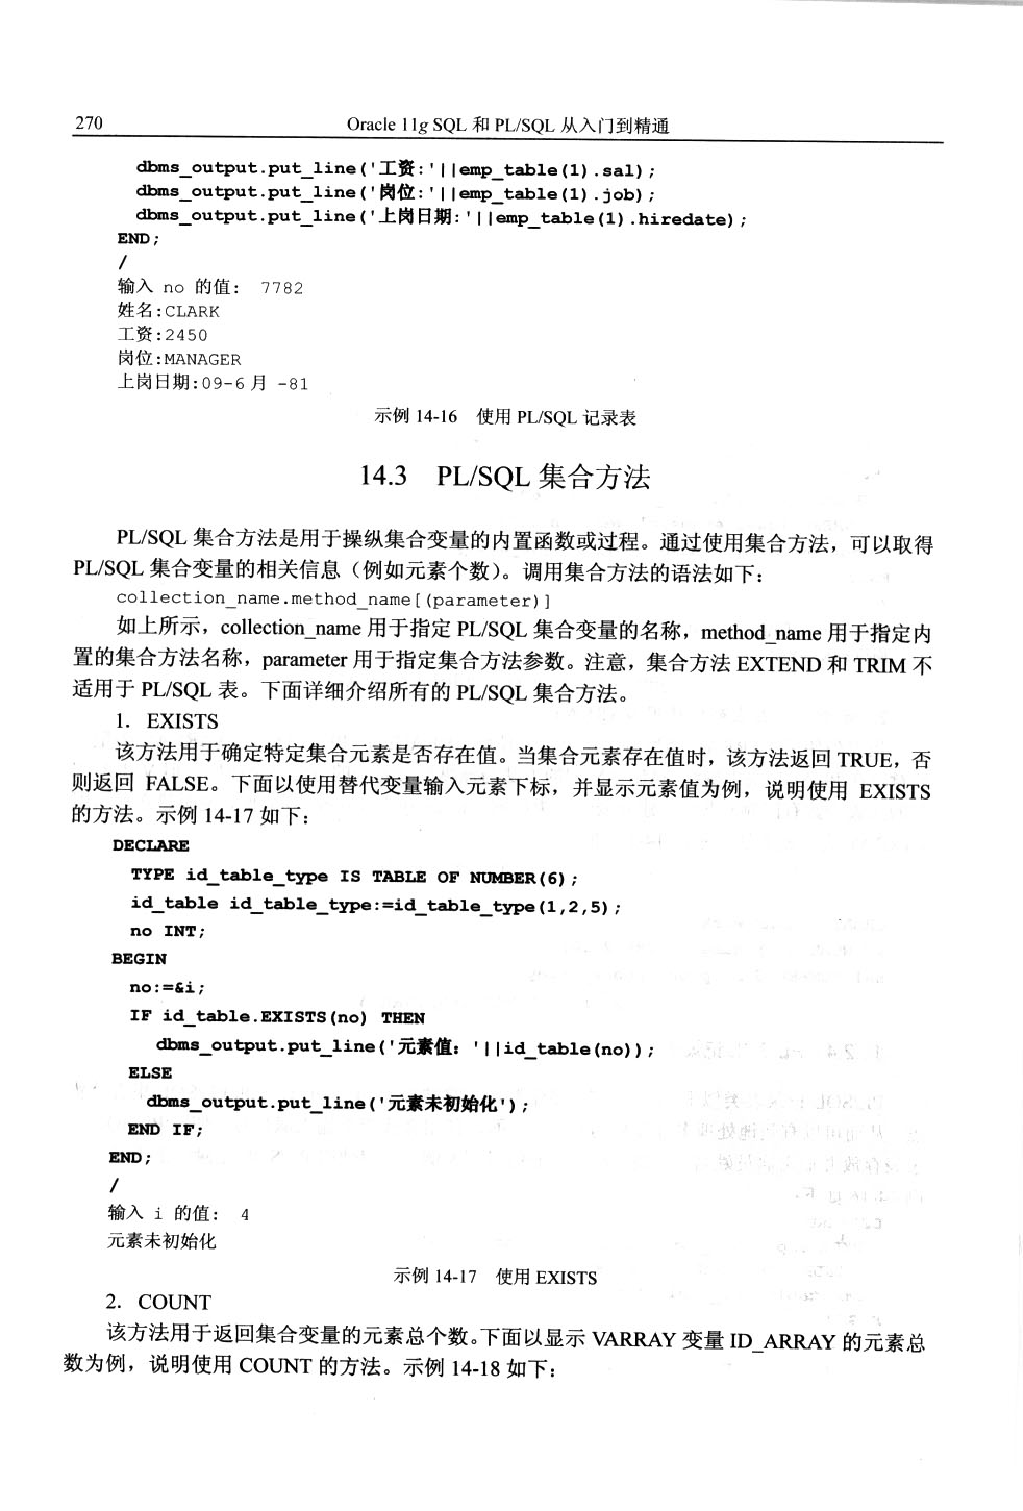 270
Oracle 11g SQL 和 PL/SQL 从入门到精通
dbms_output.put_line('工资:'||emp_table(1).sal);
dbms_output.put_line('岗位:'||emp_table(1).job);
dbms_output.put_line('上岗日期:'||emp_table(1).hiredate);
END;
/
输入 no 的值: 7782
姓名:CLARK
工资:2450
岗位:MANAGER
上岗日期:09-6月 -81
示例 14-16 使用 PL/SQL 记录表
14.3 PL/SQL 集合方法
PL/SQL 集合方法是用于操纵集合变量的内置函数或过程。通过使用集合方法，可以取得
PL/SQL 集合变量的相关信息（例如元素个数）。调用集合方法的语法如下：
collection_name.method_name[(parameter)]
如上所示，collection_name 用于指定 PL/SQL 集合变量的名称，method_name 用于指定内
置的集合方法名称，parameter 用于指定集合方法参数。注意，集合方法 EXTEND 和 TRIM 不
适用于 PL/SQL 表。下面详细介绍所有的 PL/SQL 集合方法。
1. EXISTS
该方法用于确定特定集合元素是否存在值。当集合元素存在值时，该方法返回 TRUE，否
则返回 FALSE。下面以使用替代变量输入元素下标，并显示元素值为例，说明使用 EXISTS
的方法。示例 14-17 如下：
DECLARE
TYPE id_table_type IS TABLE OF NUMBER(6);
id_table id_table_type:=id_table_type(1,2,5);
no INT;
BEGIN
no:=&i;
IF id_table.EXISTS(no) THEN
dbms_output.put_line('元素值: '||id_table(no));
ELSE
dbms_output.put_line('元素未初始化');
END IF;
END;
/
输入 i 的值: 4
元素未初始化
示例 14-17 使用 EXISTS
2. COUNT
该方法用于返回集合变量的元素总个数。下面以显示 VARRAY 变量 ID_ARRAY 的元素总
数为例，说明使用 COUNT 的方法。示例 14-18 如下：